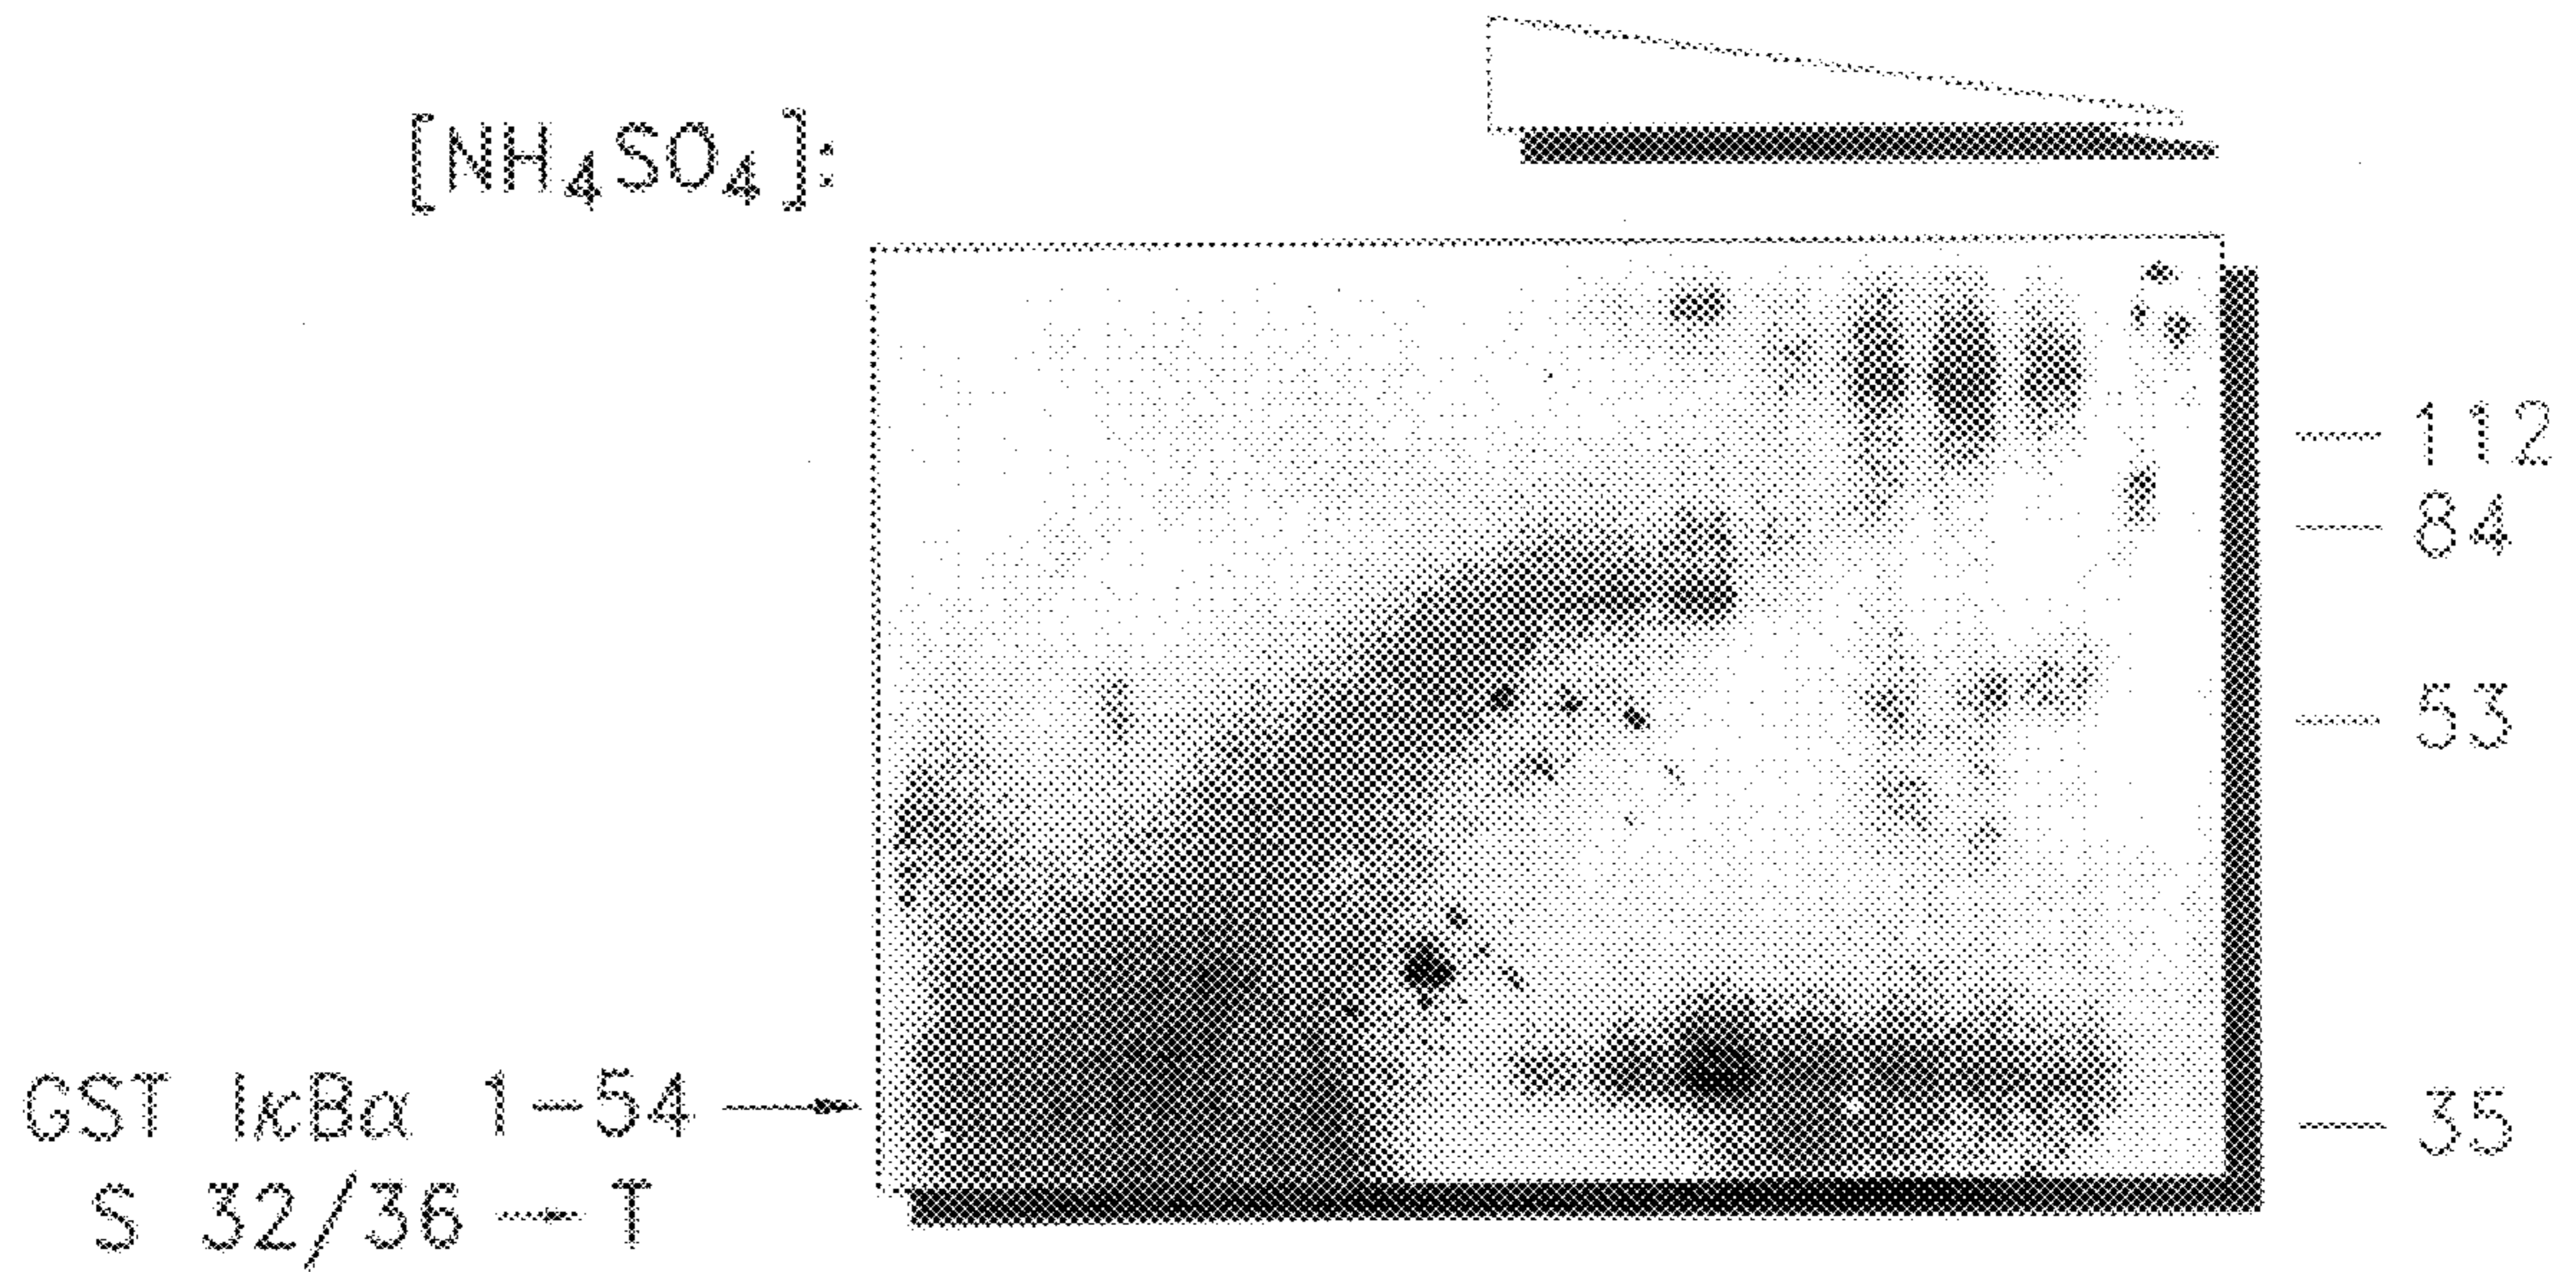 [NH₄SO₄]:
112
84
53
GST IκBα 1-54 →
35
S 32/36 → T